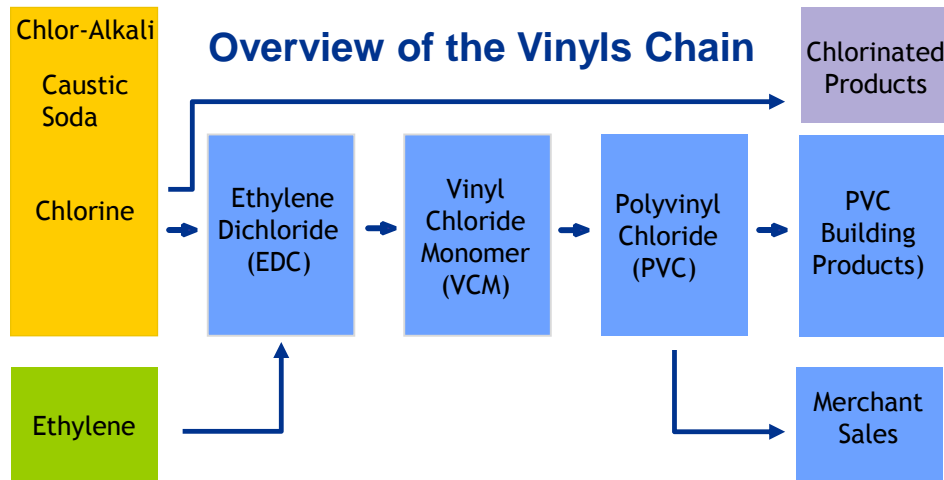 Overview of the Vinyls Chain
Chlor-Alkali
Caustic
Soda
Chlorine
Ethylene
Ethylene
Dichloride
(EDC)
Vinyl
Chloride
Monomer
(VCM)
Polyvinyl
Chloride
(PVC)
Chlorinated
Products
PVC
Building
Products)
Merchant
Sales